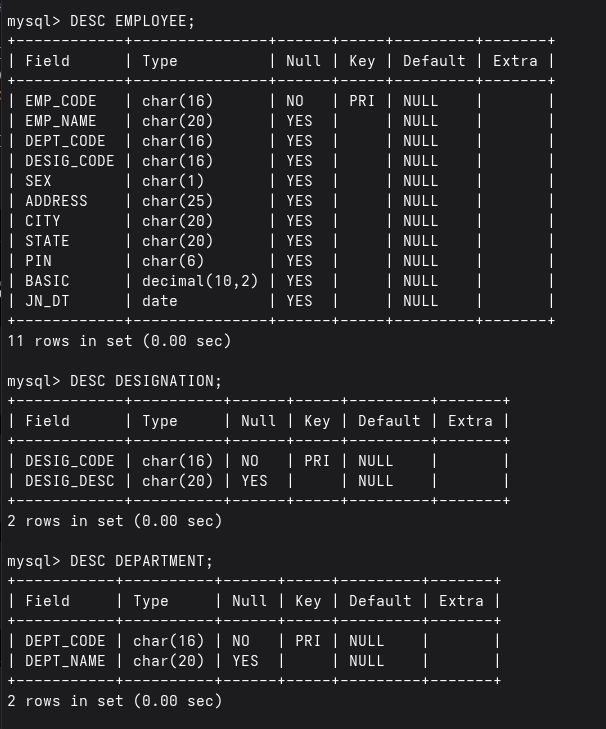 mysql> DESC EMPLOYEE;
+------------+---------------+------+-----+---------+-------+
| Field      | Type          | Null | Key | Default | Extra |
+------------+---------------+------+-----+---------+-------+
| EMP_CODE   | char(16)      | NO   | PRI | NULL    |       |
| EMP_NAME   | char(20)      | YES  |     | NULL    |       |
| DEPT_CODE  | char(16)      | YES  |     | NULL    |       |
| DESIG_CODE | char(16)      | YES  |     | NULL    |       |
| SEX        | char(1)       | YES  |     | NULL    |       |
| ADDRESS    | char(25)      | YES  |     | NULL    |       |
| CITY       | char(20)      | YES  |     | NULL    |       |
| STATE      | char(20)      | YES  |     | NULL    |       |
| PIN        | char(6)       | YES  |     | NULL    |       |
| BASIC      | decimal(10,2) | YES  |     | NULL    |       |
| JN_DT      | date          | YES  |     | NULL    |       |
+------------+---------------+------+-----+---------+-------+
11 rows in set (0.00 sec)
mysql> DESC DESIGNATION;
+------------+----------+------+-----+---------+-------+
| Field      | Type     | Null | Key | Default | Extra |
+------------+----------+------+-----+---------+-------+
| DESIG_CODE | char(16) | NO   | PRI | NULL    |       |
| DESIG_DESC | char(20) | YES  |     | NULL    |       |
+------------+----------+------+-----+---------+-------+
2 rows in set (0.00 sec)
mysql> DESC DEPARTMENT;
+-----------+----------+------+-----+---------+-------+
| Field     | Type     | Null | Key | Default | Extra |
+-----------+----------+------+-----+---------+-------+
| DEPT_CODE | char(16) | NO   | PRI | NULL    |       |
| DEPT_NAME | char(20) | YES  |     | NULL    |       |
+-----------+----------+------+-----+---------+-------+
2 rows in set (0.00 sec)